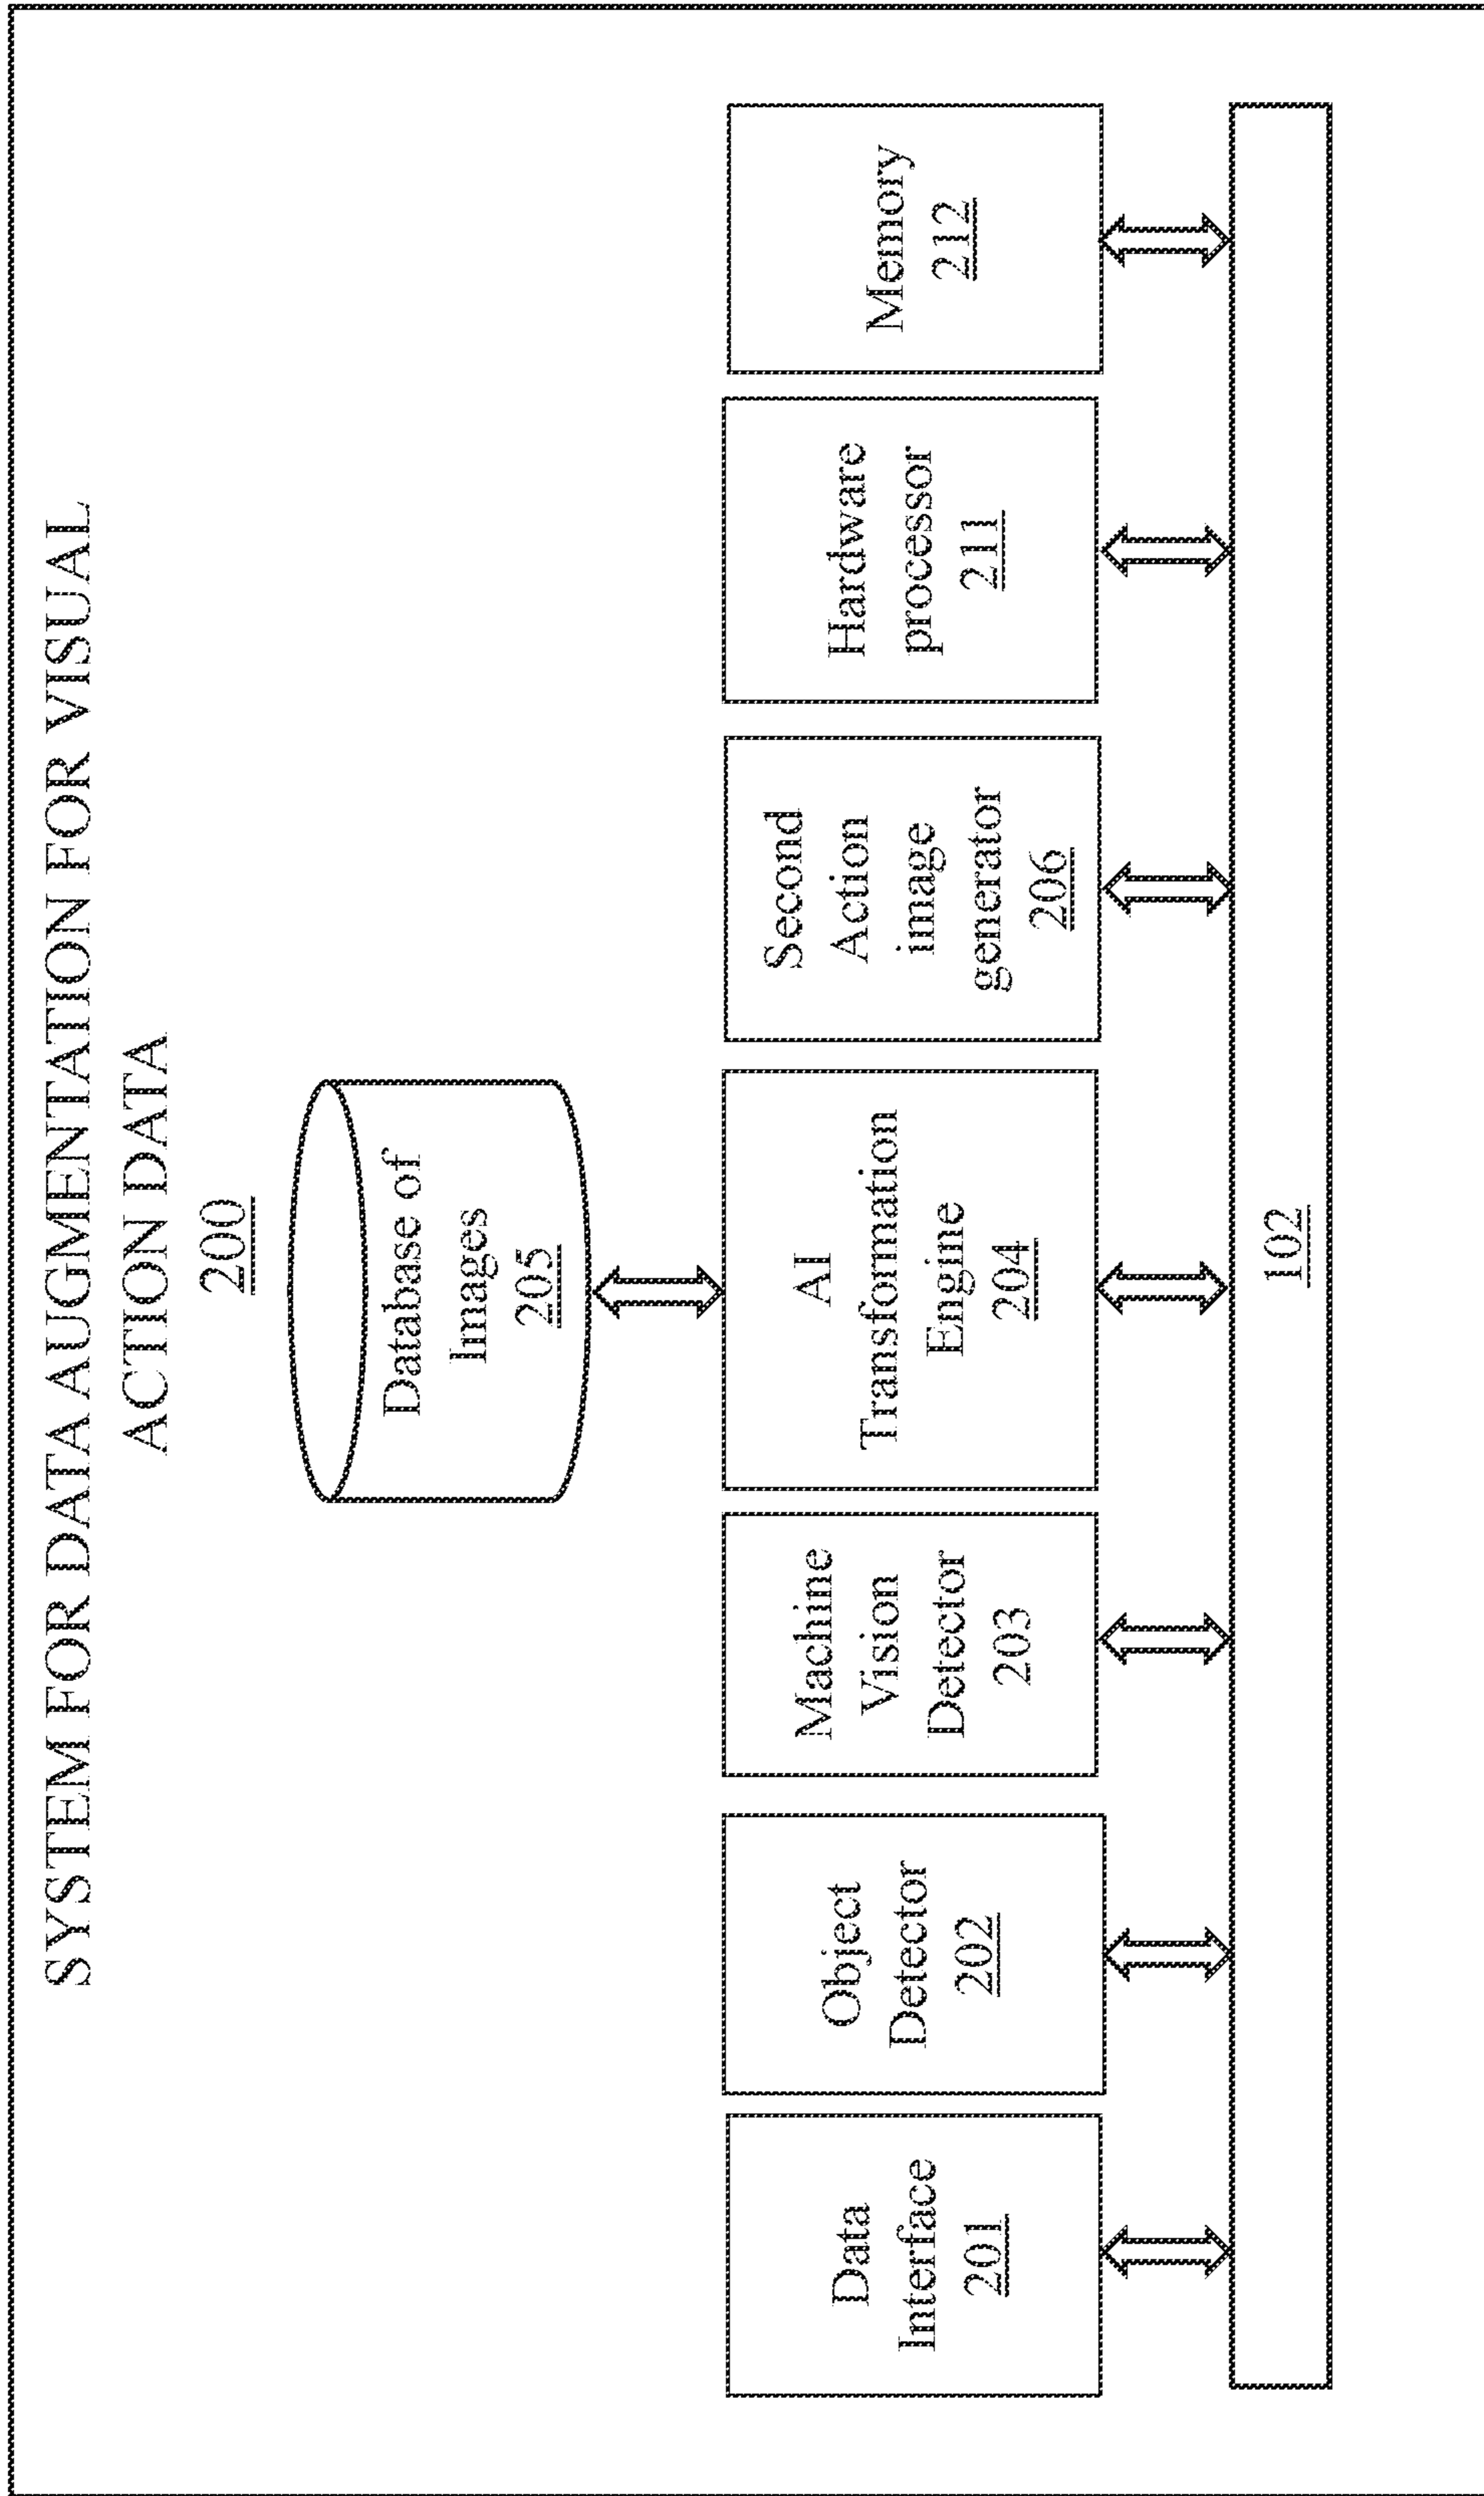 SYSTEM FOR DATA AUGMENTATION FOR VISUAL
ACTION DATA
200
Database of
Images
205
Data
Interface
201
Object
Detector
202
Machine
Vision
Detector
203
AI
Transformation
Engine
204
Second
Action
image
generator
206
Hardware
processor
211
Memory
212
102